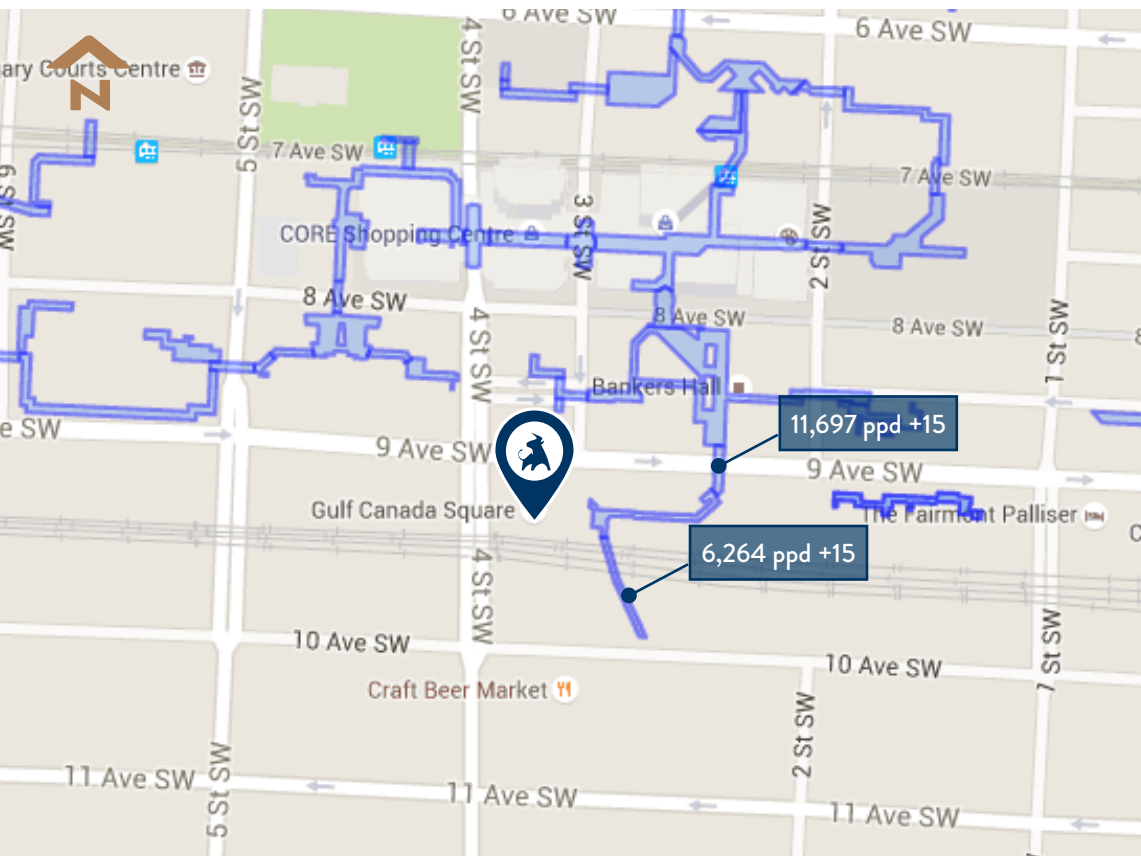 6 Ave SW
4 St SW
6 Ave SW
ary Courts Centre
N
5 St SW
7 Ave SW
7 Ave SW
6 St SW
3 St SW
CORE Shopping Centre
2 St SW
8 Ave SW
8 Ave SW
8 Ave SW
8
4 St SW
1 St SW
Bankers Hall
11,697 ppd +15
e SW
9 Ave SW
9 Ave SW
Gulf Canada Square
The Fairmont Palliser
C
6,264 ppd +15
4 St SW
10 Ave SW
10 Ave SW
1 St SW
Craft Beer Market
2 St SW
5 St SW
11 Ave SW
11 Ave SW
11 Ave SW